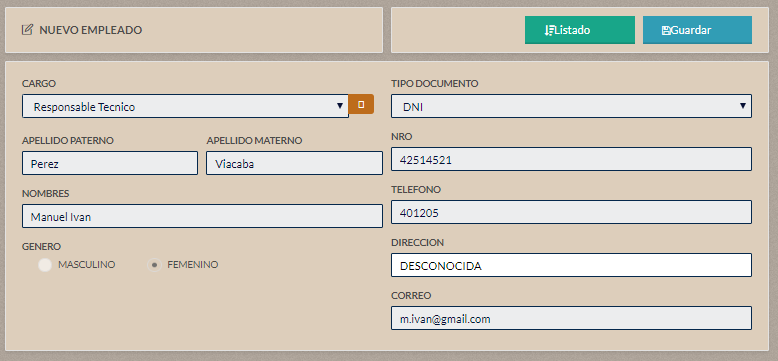 NUEVO EMPLEADO
Listado
Guardar
CARGO
Responsable Tecnico
APELLIDO PATERNO
APELLIDO MATERNO
Perez
Viacaba
NOMBRES
Manuel Ivan
GENERO
MASCULINO
FEMENINO
TIPO DOCUMENTO
DNI
NRO
42514521
TELEFONO
401205
DIRECCION
DESCONOCIDA
CORREO
m.ivan@gmail.com